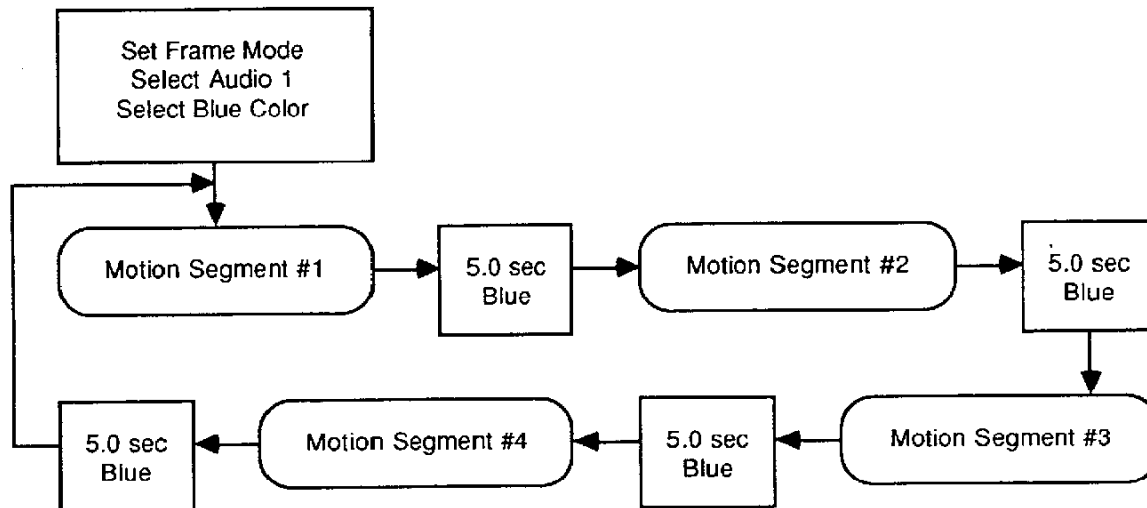 Set Frame Mode
Select Audio 1
Select Blue Color
Motion Segment #1
5.0 sec
Blue
Motion Segment #2
5.0 sec
Blue
Motion Segment #3
5.0 sec
Blue
Motion Segment #4
5.0 sec
Blue